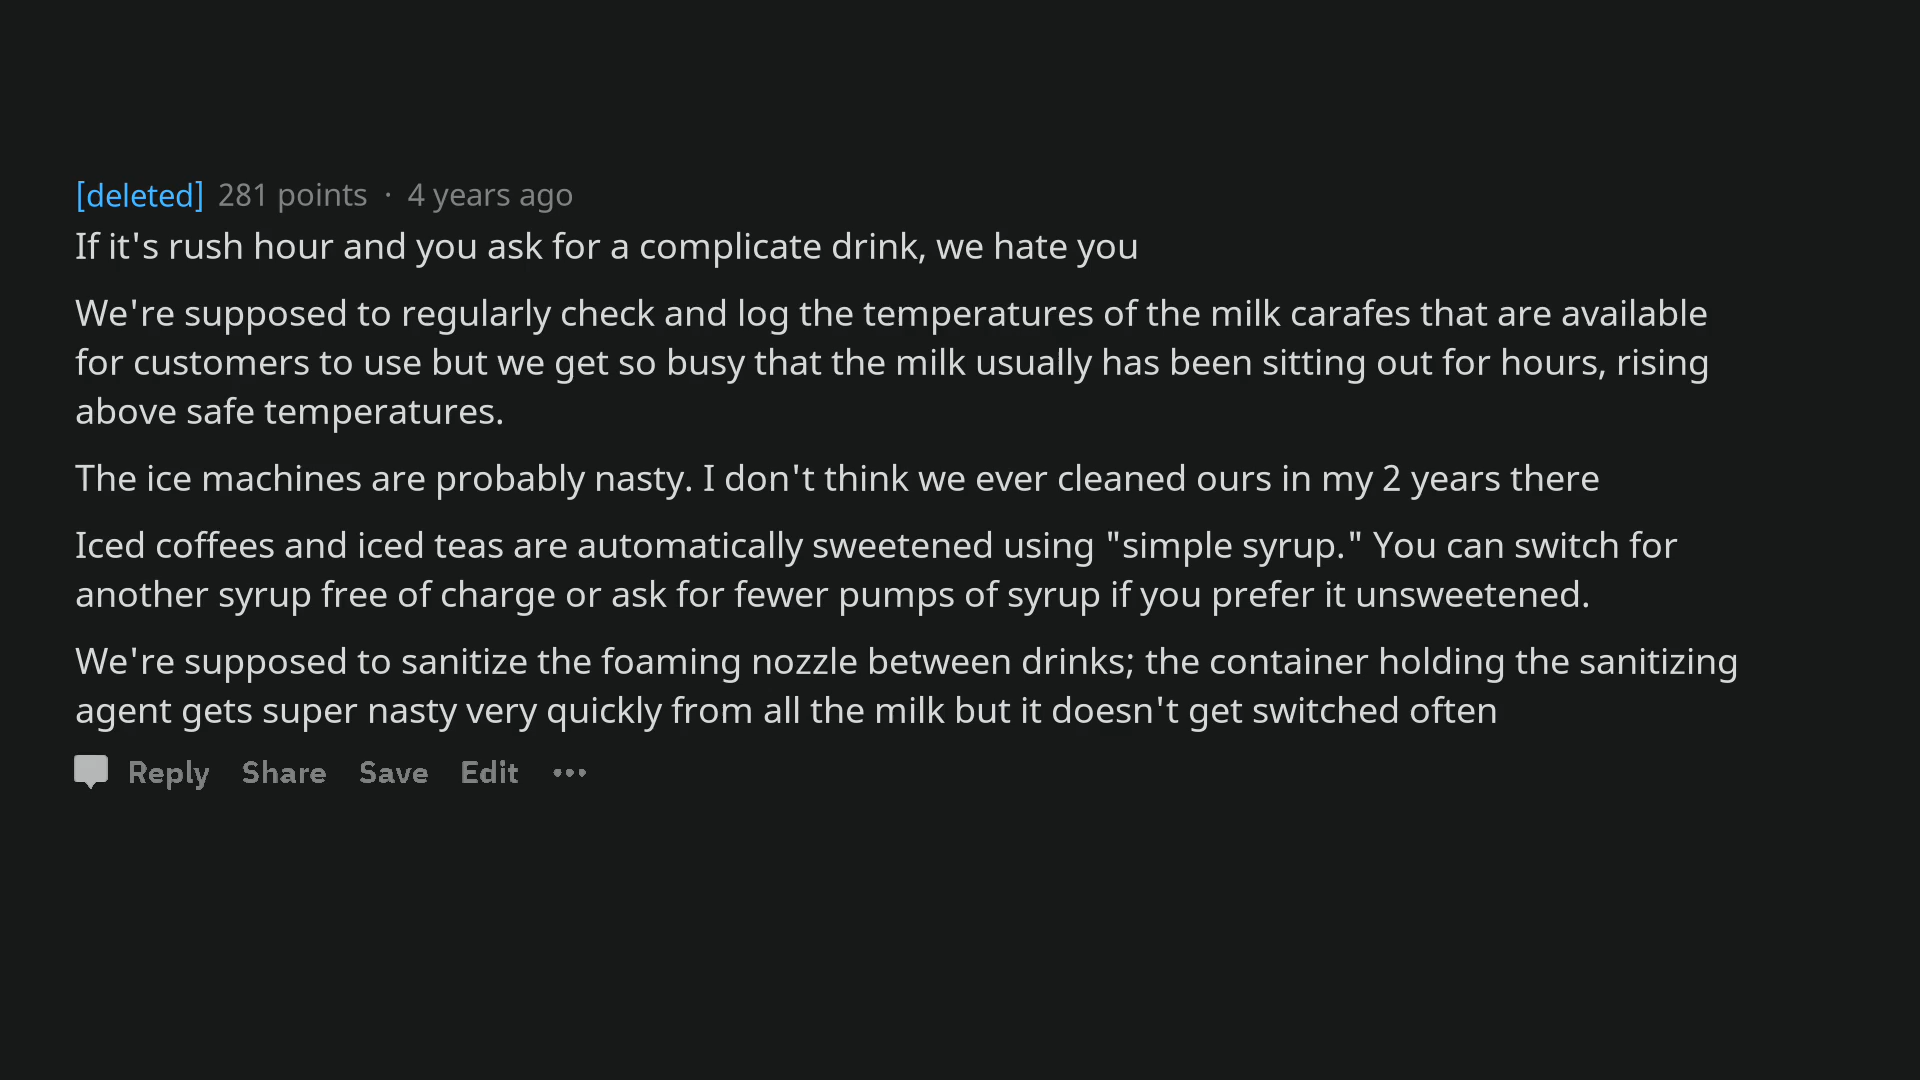 [deleted] 281 points · 4 years ago
If it's rush hour and you ask for a complicate drink, we hate you
We're supposed to regularly check and log the temperatures of the milk carafes that are available
for customers to use but we get so busy that the milk usually has been sitting out for hours, rising
above safe temperatures.
The ice machines are probably nasty. I don't think we ever cleaned ours in my 2 years there
Iced coffees and iced teas are automatically sweetened using "simple syrup." You can switch for
another syrup free of charge or ask for fewer pumps of syrup if you prefer it unsweetened.
We're supposed to sanitize the foaming nozzle between drinks; the container holding the sanitizing
agent gets super nasty very quickly from all the milk but it doesn't get switched often
Reply Share Save Edit •••